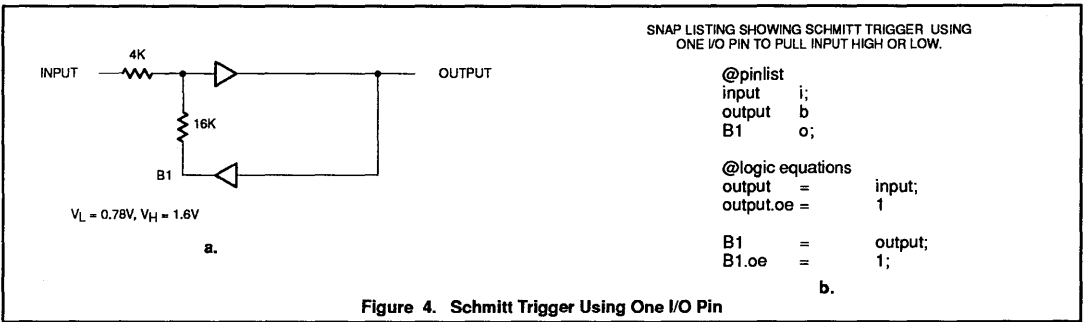 4K
INPUT
OUTPUT
16K
B1
VL = 0.78V, VH = 1.6V
a.
SNAP LISTING SHOWING SCHMITT TRIGGER USING
ONE I/O PIN TO PULL INPUT HIGH OR LOW.
@pinlist
input i;
output b
B1 o;
@logic equations
output = input;
output.oe = 1
B1 = output;
B1.oe = 1;
b.
Figure 4. Schmitt Trigger Using One I/O Pin